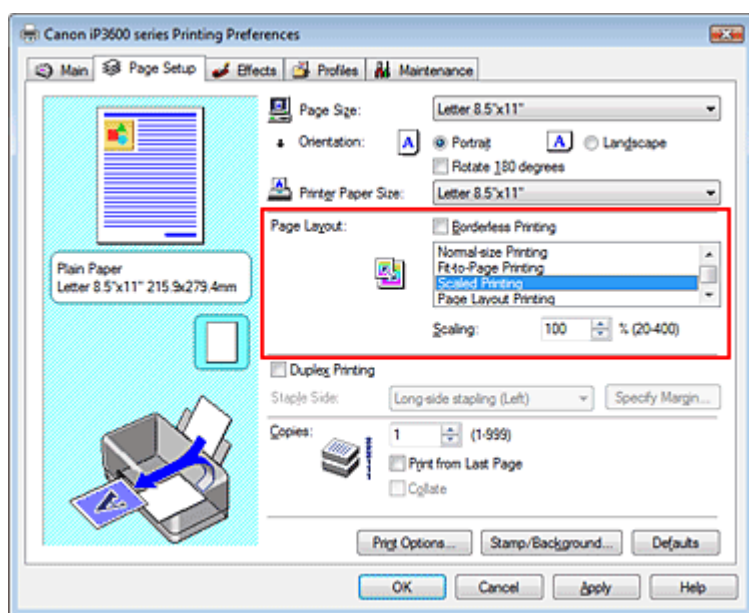 Canon iP3600 series Printing Preferences
Main Page Setup Effects Profiles Maintenance
Page Size: Letter 8.5"x11"
Orientation: A Portrait A Landscape
Rotate 180 degrees
Printer Paper Size: Letter 8.5"x11"
Page Layout: Borderless Printing
Normal-size Printing
Fit-to-Page Printing
Scaled Printing
Page Layout Printing
Scaling: 100 % (20-400)
Plain Paper
Letter 8.5"x11" 215.9x279.4mm
Duplex Printing
Staple Side: Long-side stapling (Left) Specify Margin...
Copies: 1 (1-999)
Print from Last Page
Collate
A
Print Options... Stamp/Background... Defaults
OK Cancel Apply Help